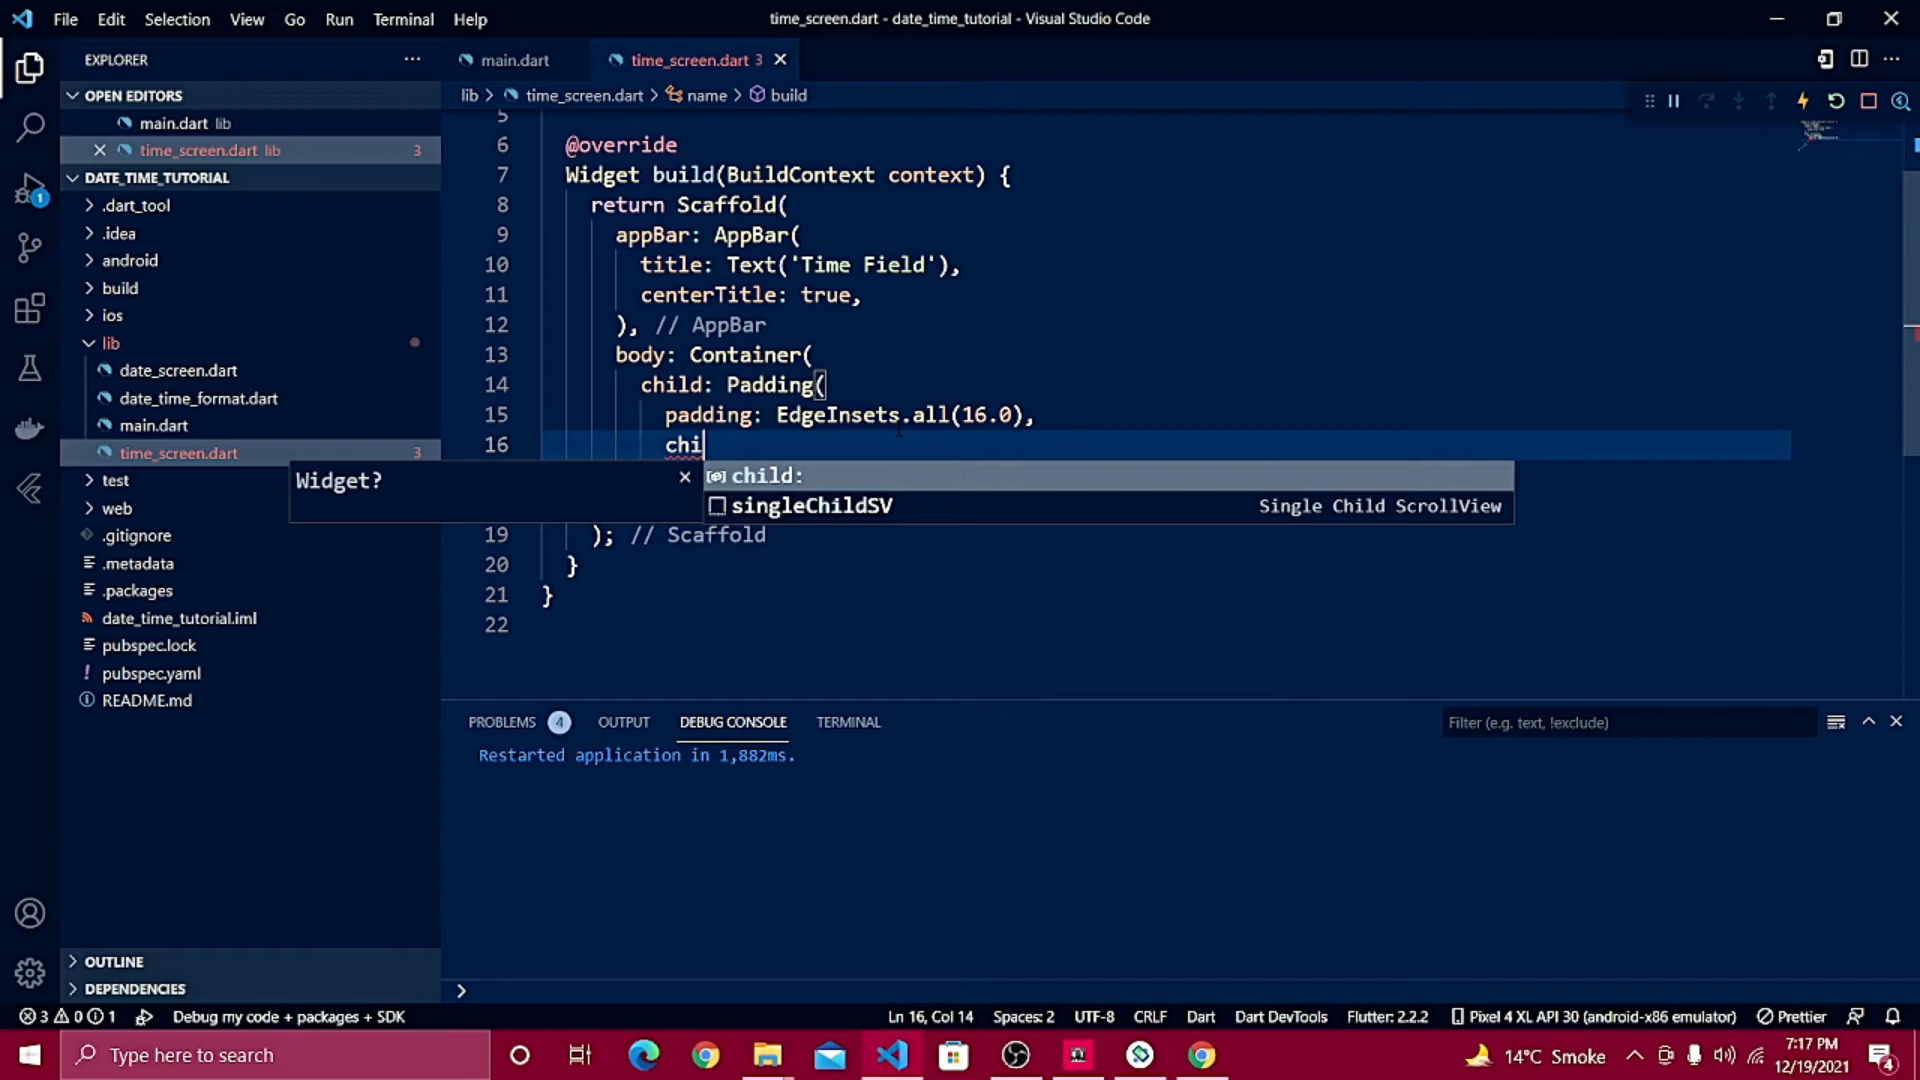 File Edit Selection View Go Run Terminal Help
time_screen.dart - date_time_tutorial - Visual Studio Code
EXPLORER
main.dart
time_screen.dart 3
OPEN EDITORS
main.dart lib
time_screen.dart lib 3
DATE_TIME_TUTORIAL
.dart_tool
.idea
android
build
ios
lib
date_screen.dart
date_time_format.dart
main.dart
time_screen.dart 3
test
web
.gitignore
.metadata
.packages
date_time_tutorial.iml
pubspec.lock
pubspec.yaml
README.md
OUTLINE
DEPENDENCIES
1
lib > time_screen.dart > name > build
5
6 @override
7 Widget build(BuildContext context) {
8 return Scaffold(
9 appBar: AppBar(
10 title: Text('Time Field'),
11 centerTitle: true,
12 ), // AppBar
13 body: Container(
14 child: Padding(
15 padding: EdgeInsets.all(16.0),
16 chi
Widget?
child:
singleChildSV Single Child ScrollView
19 ); // Scaffold
20 }
21 }
22
PROBLEMS 4 OUTPUT DEBUG CONSOLE TERMINAL
Filter (e.g. text, !exclude)
Restarted application in 1,882ms.
3 0 1 Debug my code + packages + SDK
Ln 16, Col 14 Spaces: 2 UTF-8 CRLF Dart Dart DevTools Flutter: 2.2.2 Pixel 4 XL API 30 (android-x86 emulator) Prettier
Type here to search
14°C Smoke
7:17 PM
12/19/2021
4